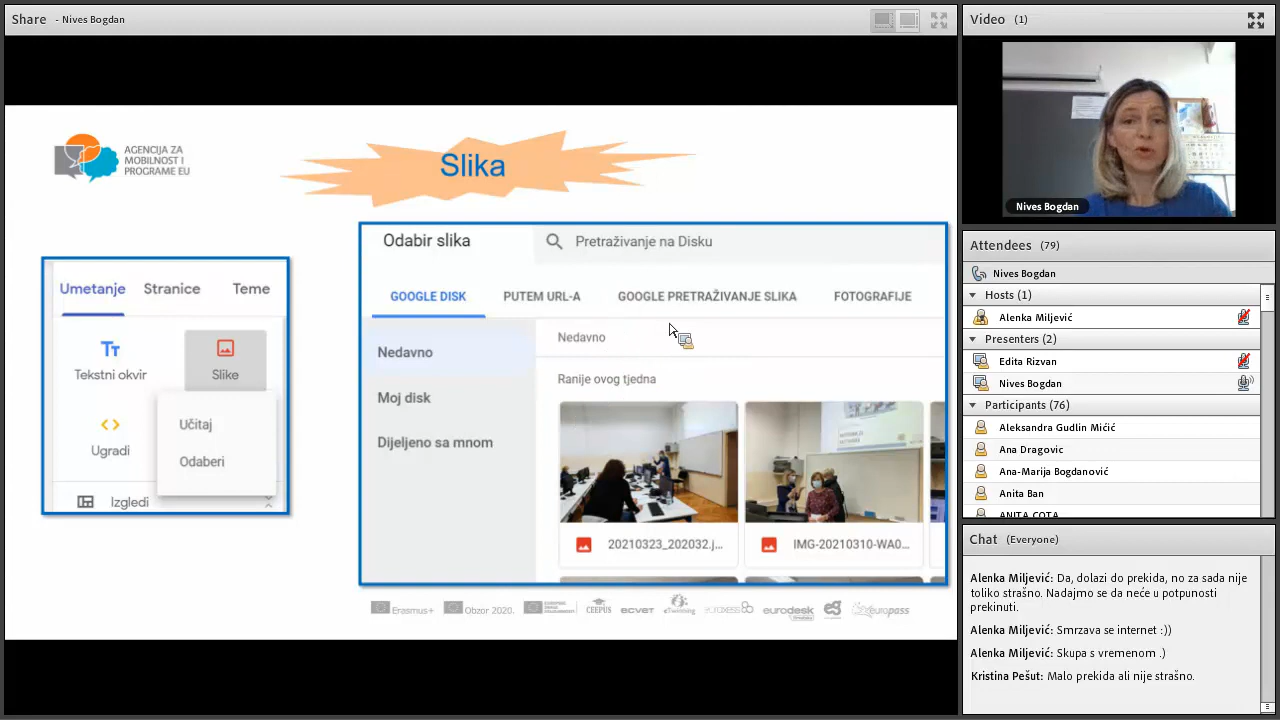 Share - Nives Bogdan
AGENCIJA ZA
MOBILNOST I
PROGRAME EU
Slika
Umetanje Stranice Teme
Tekstni okvir Slike
Ugradi
Učitaj
Odaberi
Izgledi
Odabir slika
Pretraživanje na Disku
GOOGLE DISK PUTEM URL-A GOOGLE PRETRAŽIVANJE SLIKA FOTOGRAFIJE
Nedavno
Moj disk
Dijeljeno sa mnom
Nedavno
Ranije ovog tjedna
20210323_202032.j...
IMG-20210310-WA0...
Erasmus+ Obzor 2020. CEEPUS ECVET eTwinning euroxess eurodesk europass
Video (1)
Nives Bogdan
Attendees (79)
Nives Bogdan
Hosts (1)
Alenka Miljević
Presenters (2)
Edita Rizvan
Nives Bogdan
Participants (76)
Aleksandra Gudlin Mićić
Ana Dragovic
Ana-Marija Bogdanović
Anita Ban
ANITA COTA
Chat (Everyone)
Alenka Miljević: Da, dolazi do prekida, no za sada nije
toliko strašno. Nadajmo se da neće u potpunosti
prekinuti.
Alenka Miljević: Smrzava se internet :))
Alenka Miljević: Skupa s vremenom .)
Kristina Pešut: Malo prekida ali nije strašno.